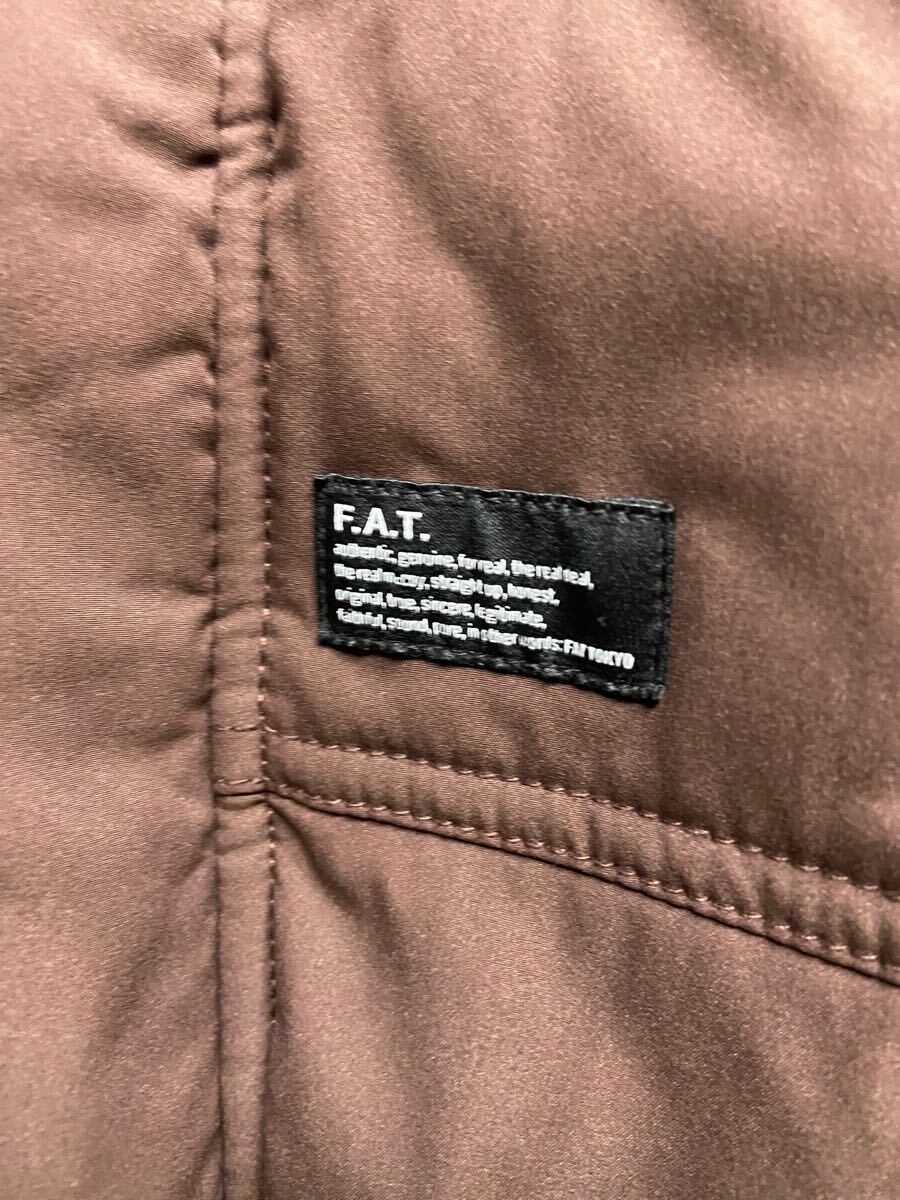 F.A.T.
authentic, genuine, for real, the real deal,
the real mccoy, straight up, honest,
original, true, sincere, legitimate,
faithful, sound, pure, in other words: FAT TOKYO